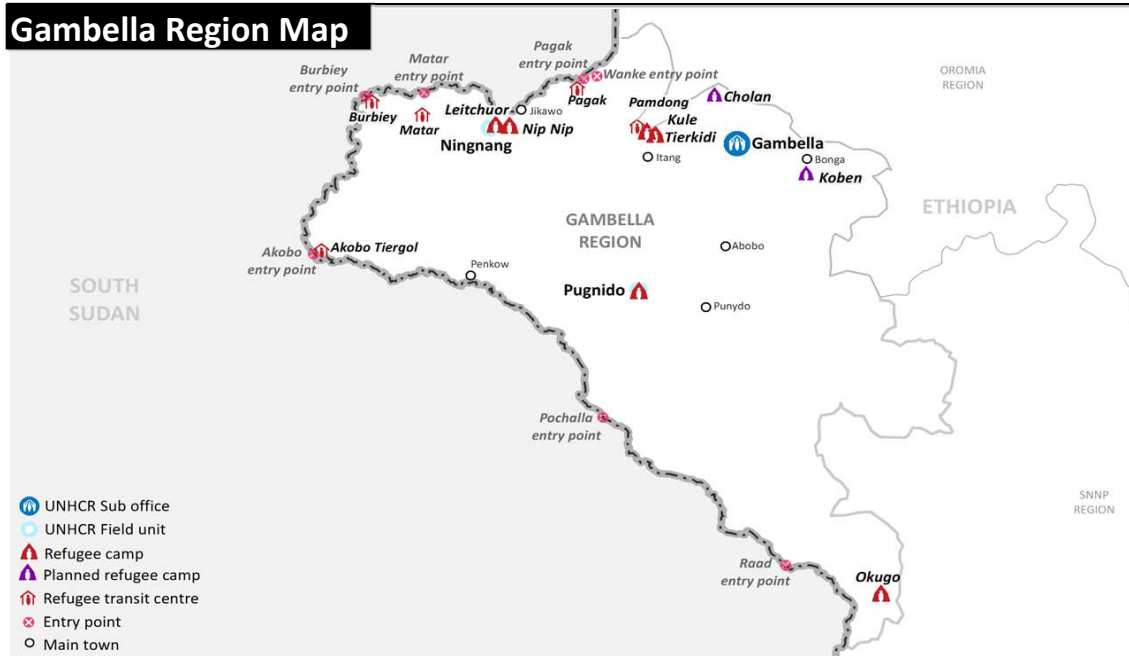 Gambella Region Map
Pagak
entry point
Matar
entry point
Burbiey
entry point
Wanke entry point
OROMIA
REGION
Pagak
Cholan
Leitchuor
Jikawo
Pamdong
Burbiey
Matar
Nip Nip
Kule
Tierkidi
Ningnang
Gambella
Itang
Bonga
Koben
ETHIOPIA
GAMBELLA
REGION
Akobo Tiergol
Akobo
entry point
Abobo
Penkow
SOUTH
SUDAN
Pugnido
Punydo
Pochalla
entry point
SNNP
REGION
UNHCR Sub office
UNHCR Field unit
Refugee camp
Planned refugee camp
Refugee transit centre
Entry point
Main town
Raad
entry point
Okugo